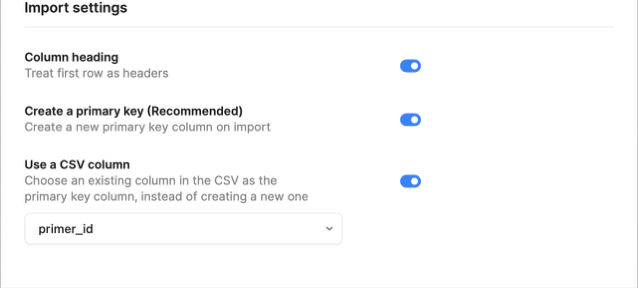 Import settings
Column heading
Treat first row as headers
Create a primary key (Recommended)
Create a new primary key column on import
Use a CSV column
Choose an existing column in the CSV as the
primary key column, instead of creating a new one
primer_id